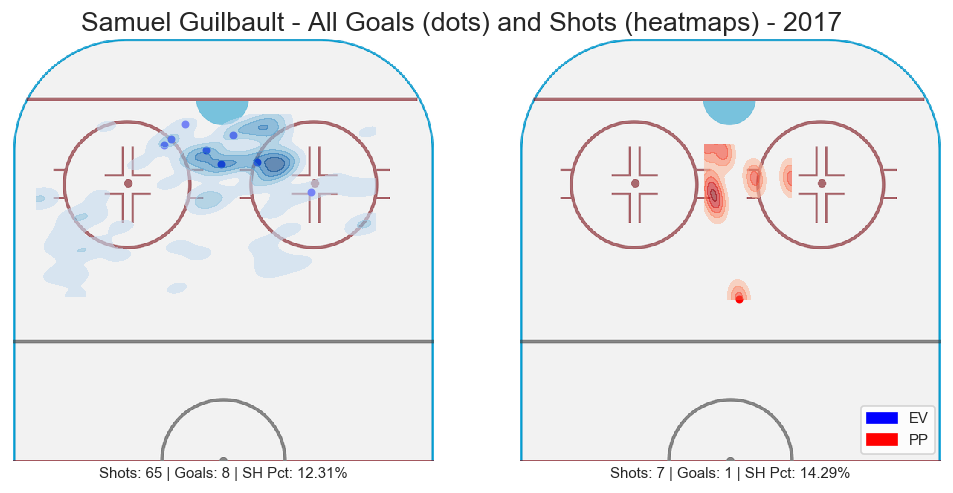 Samuel Guilbault - All Goals (dots) and Shots (heatmaps) - 2017
EV
PP
Shots: 65 | Goals: 8 | SH Pct: 12.31%
Shots: 7 | Goals: 1 | SH Pct: 14.29%